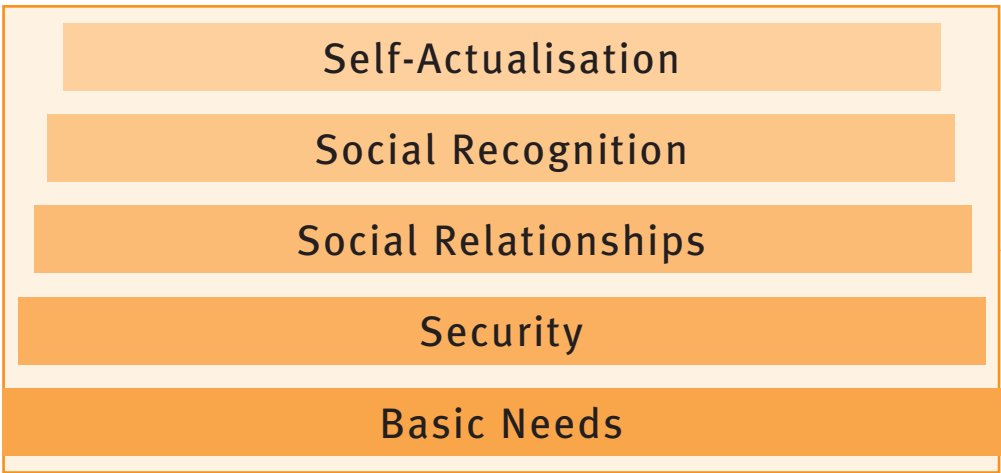 Self-Actualisation
Social Recognition
Social Relationships
Security
Basic Needs